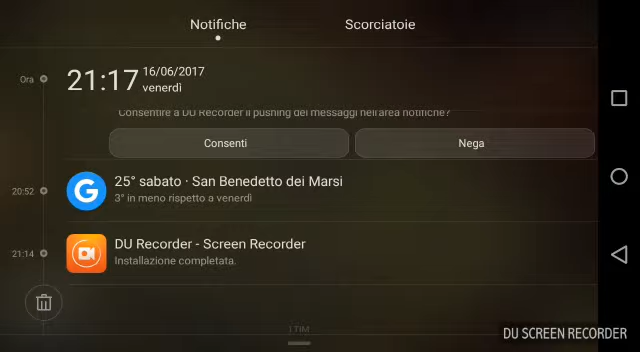 Notifiche
Scorciatoie
Ora
21:17
16/06/2017
venerdì
Consentire a DU Recorder il pushing dei messaggi nell'area notifiche?
Consenti
Nega
20:52
25° sabato · San Benedetto dei Marsi
3° in meno rispetto a venerdì
21:14
DU Recorder - Screen Recorder
Installazione completata.
I TIM
DU SCREEN RECORDER